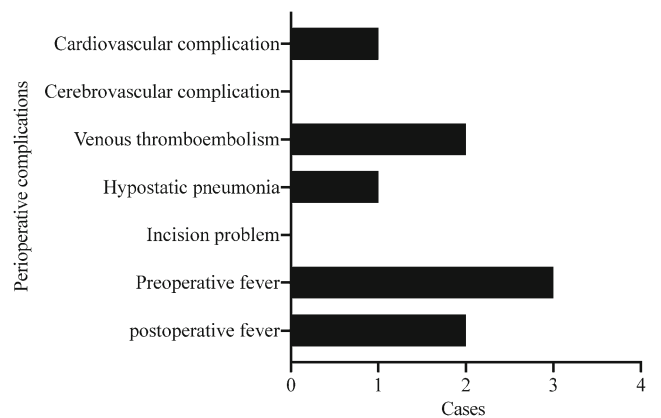 Perioperative complications
Cardiovascular complication
Cerebrovascular complication
Venous thromboembolism
Hypostatic pneumonia
Incision problem
Preoperative fever
postoperative fever
0 1 2 3 4
Cases